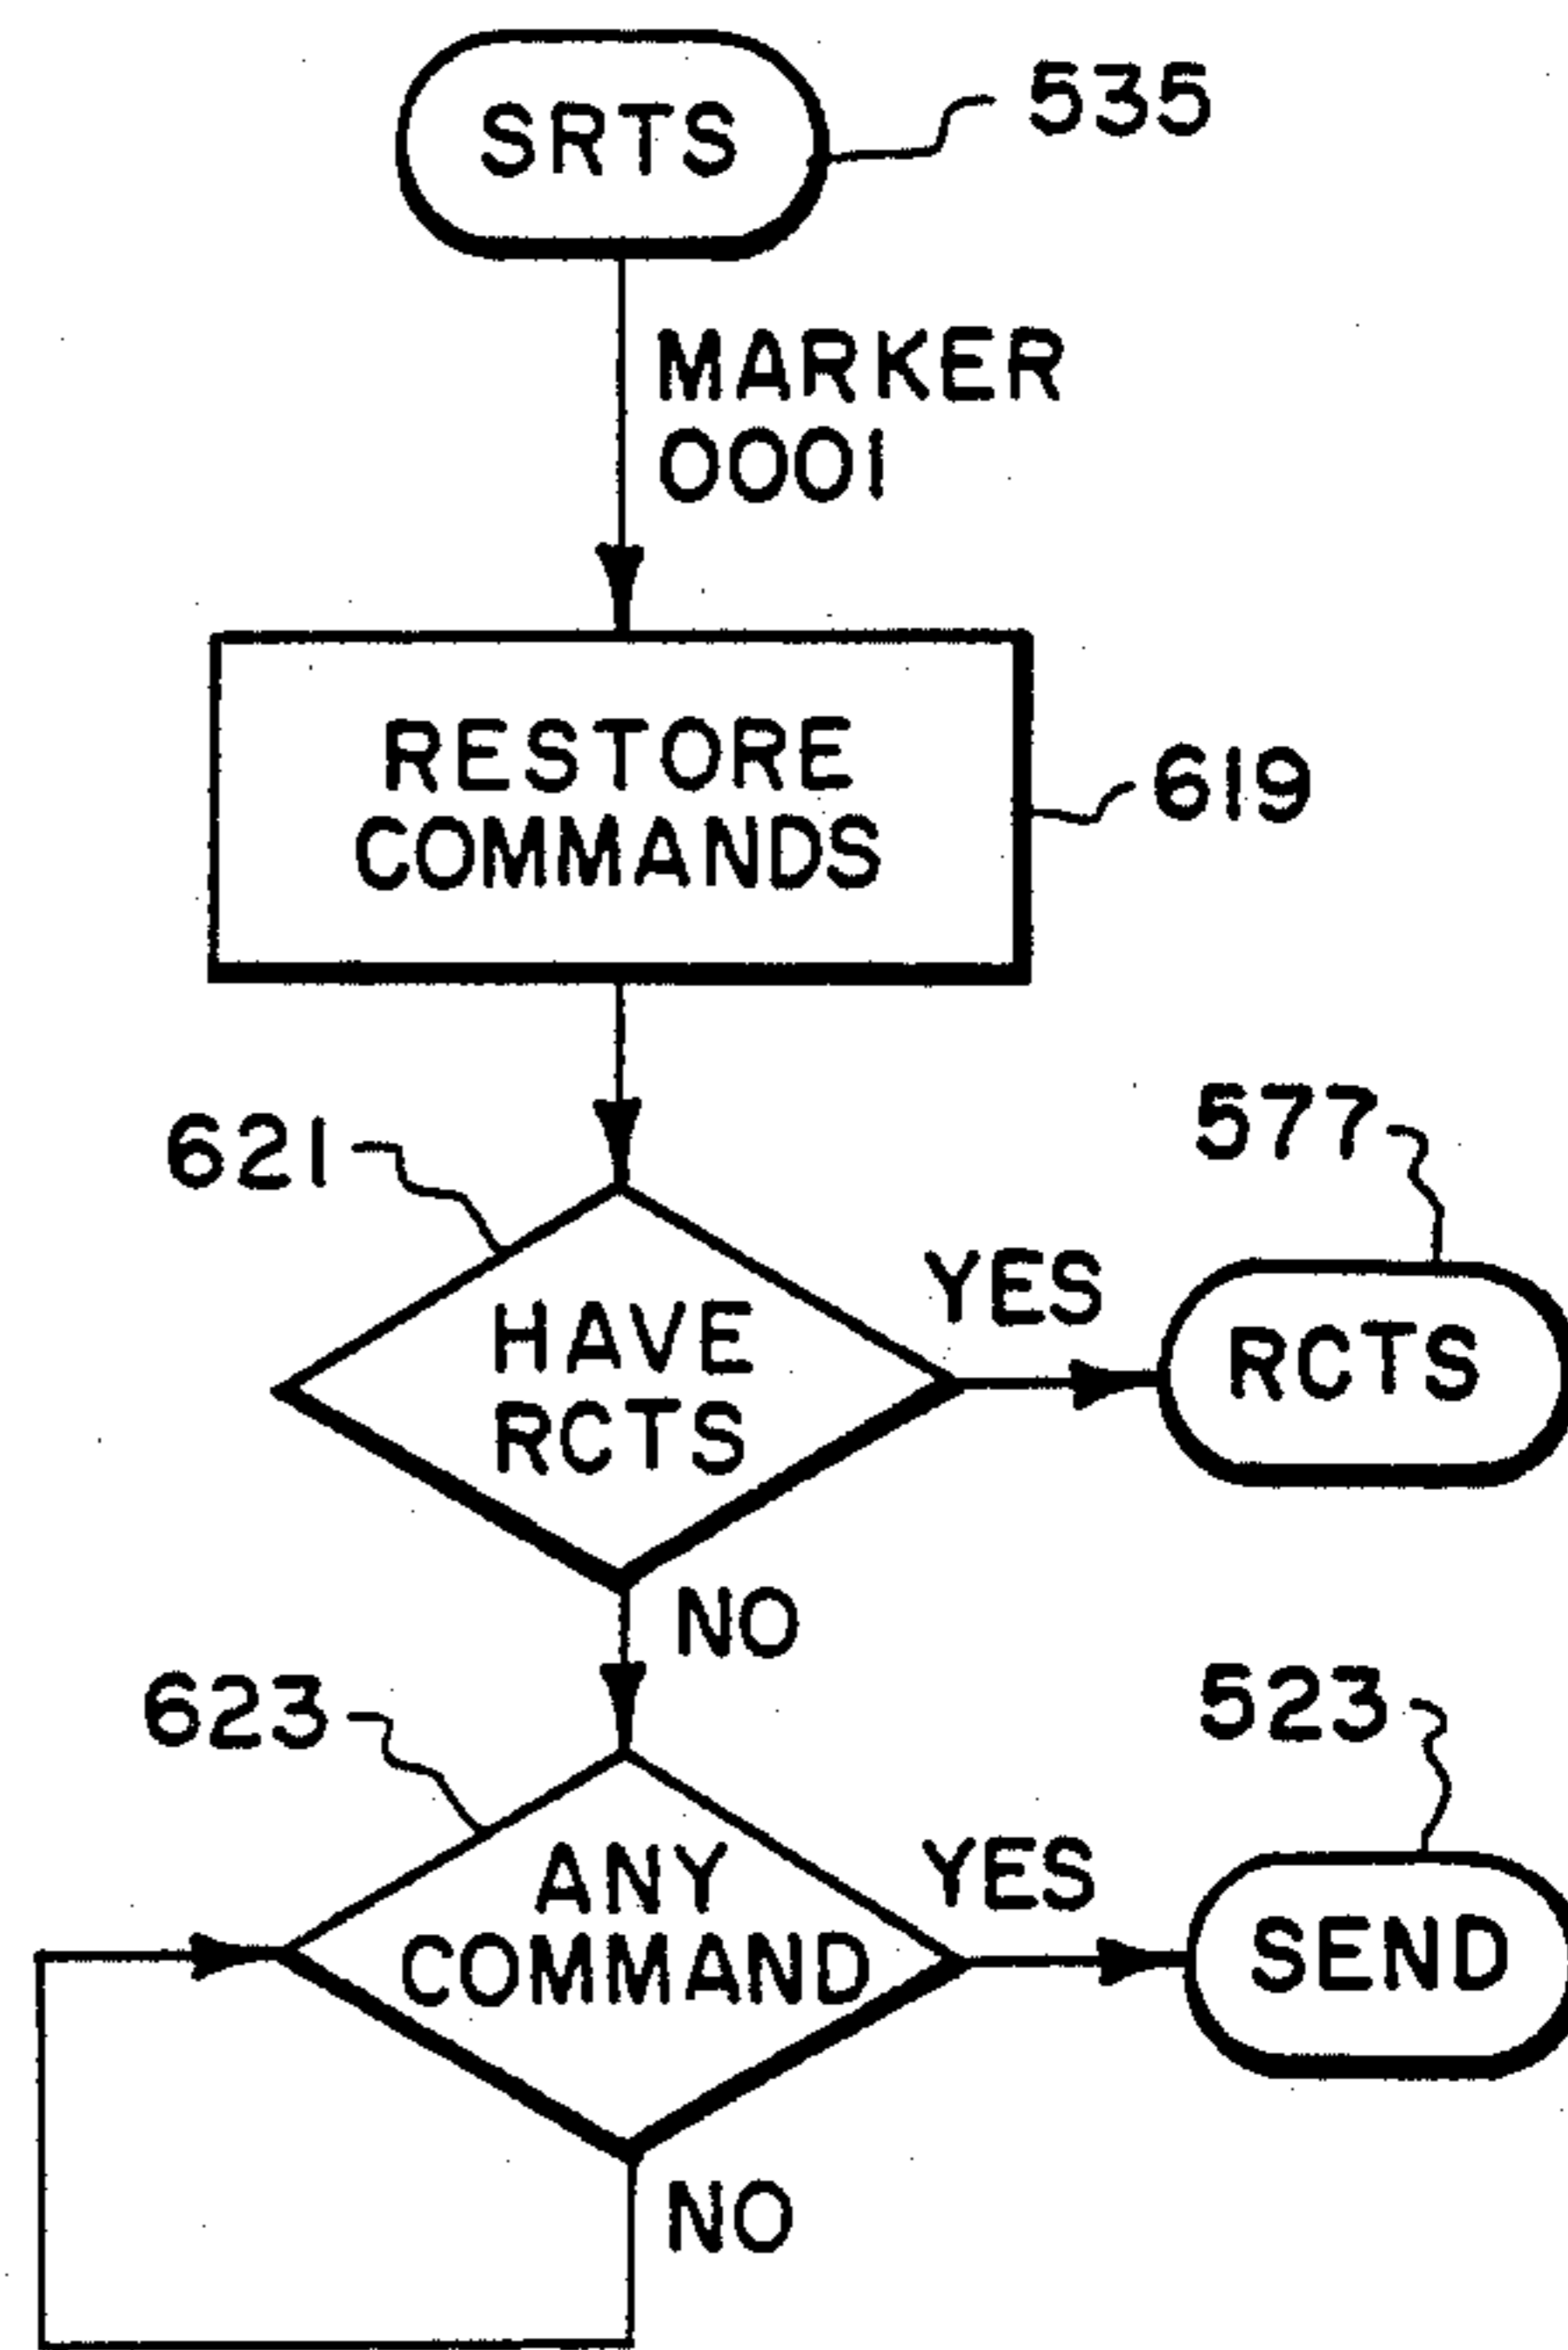 SRTS
535
MARKER
0001
RESTORE
COMMANDS
619
621
577
HAVE
RCTS
YES
RCTS
NO
623
523
ANY
COMMAND
YES
SEND
NO